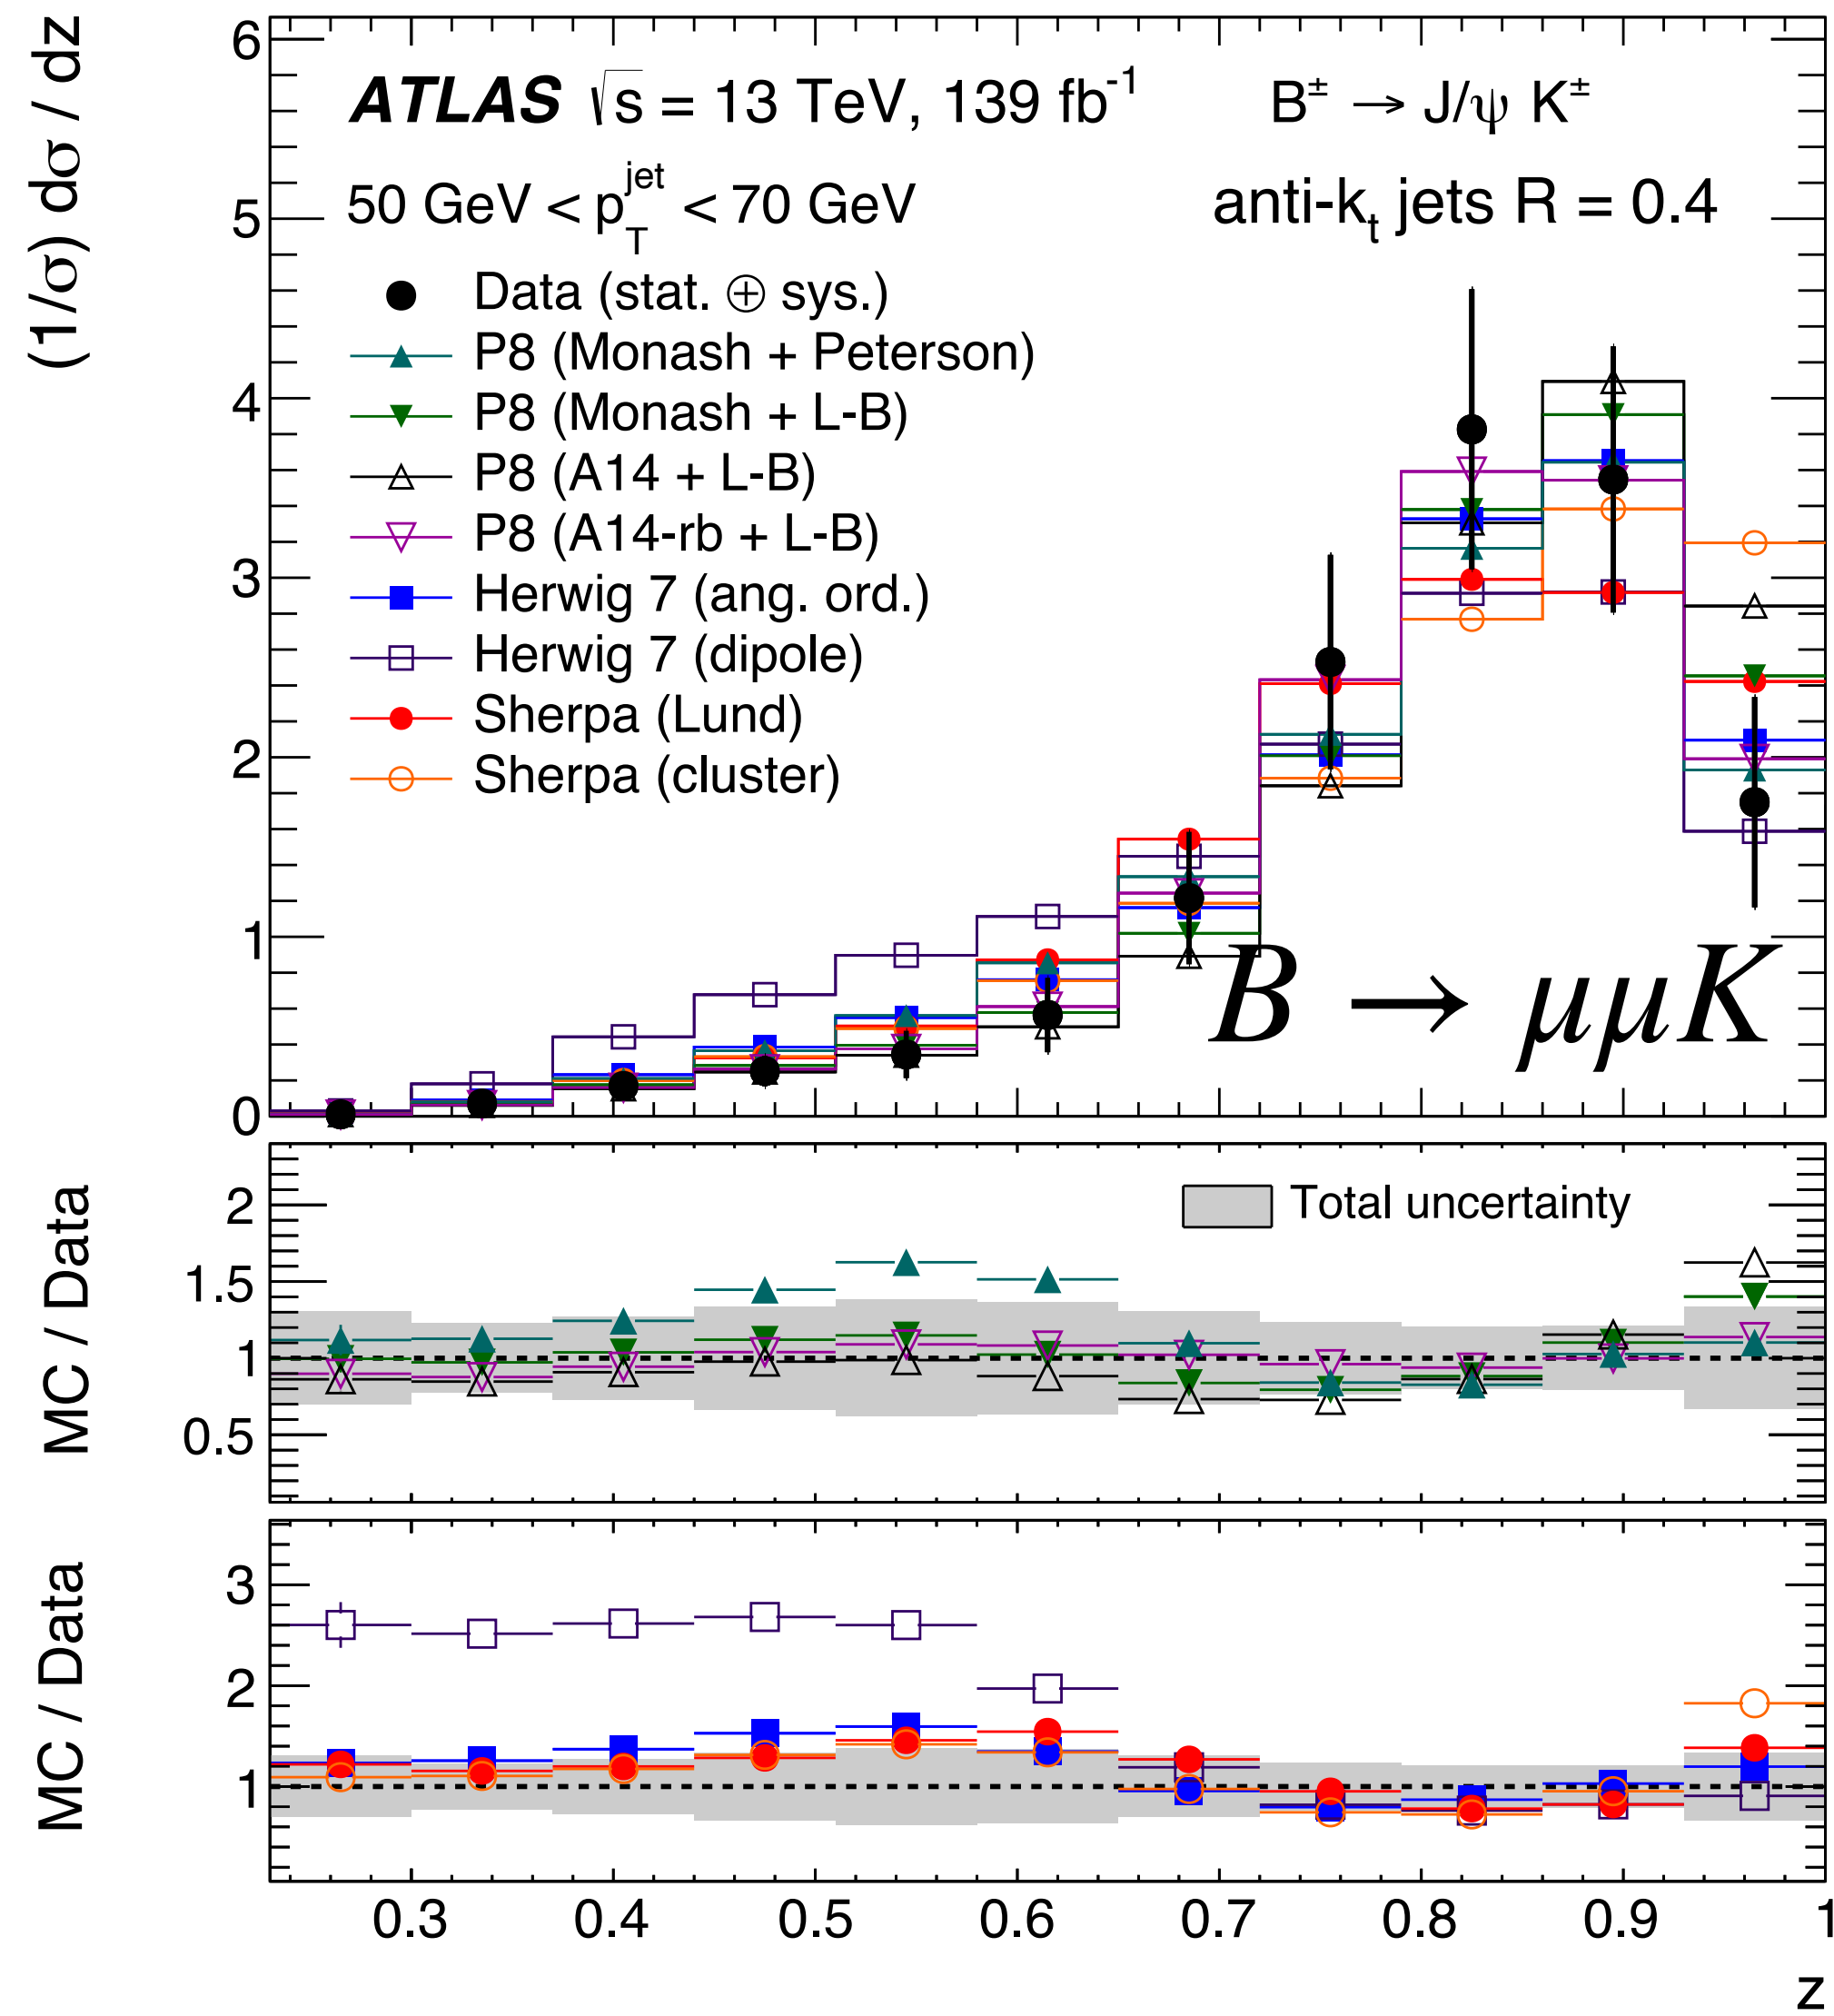 (1/σ) dσ / dz
6
5
4
3
2
1
0
ATLAS √s = 13 TeV, 139 fb⁻¹ B± → J/ψ K±
50 GeV < p_T^jet < 70 GeV anti-k_t jets R = 0.4
Data (stat. ⊕ sys.)
P8 (Monash + Peterson)
P8 (Monash + L-B)
P8 (A14 + L-B)
P8 (A14-rb + L-B)
Herwig 7 (ang. ord.)
Herwig 7 (dipole)
Sherpa (Lund)
Sherpa (cluster)
B → μμK
MC / Data
2
1.5
1
0.5
Total uncertainty
MC / Data
3
2
1
0.3 0.4 0.5 0.6 0.7 0.8 0.9 1
z